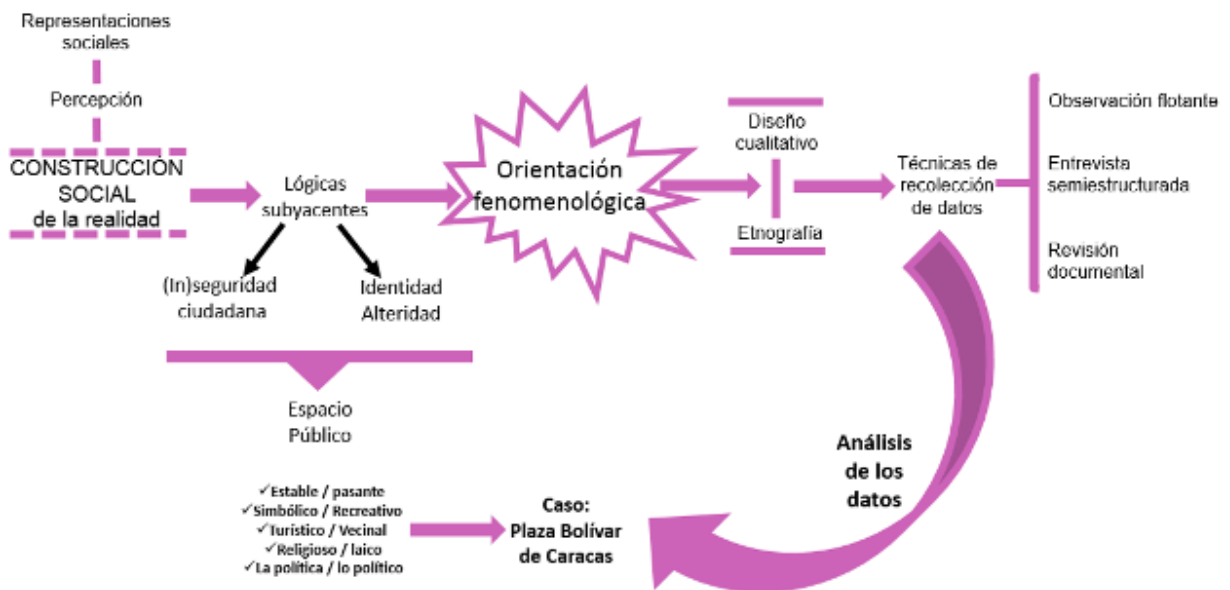 Representaciones
sociales
Percepción
CONSTRUCCIÓN
SOCIAL
de la realidad
Lógicas
subyacentes
(In)seguridad
ciudadana
Identidad
Alteridad
Espacio
Público
Orientación
fenomenológica
Diseño
cualitativo
Etnografía
Técnicas de
recolección
de datos
Observación flotante
Entrevista
semiestructurada
Revisión
documental
Análisis
de los
datos
✓Estable / pasante
✓Simbólico / Recreativo
✓Turístico / Vecinal
✓Religioso / laico
✓La política / lo político
Caso:
Plaza Bolívar
de Caracas